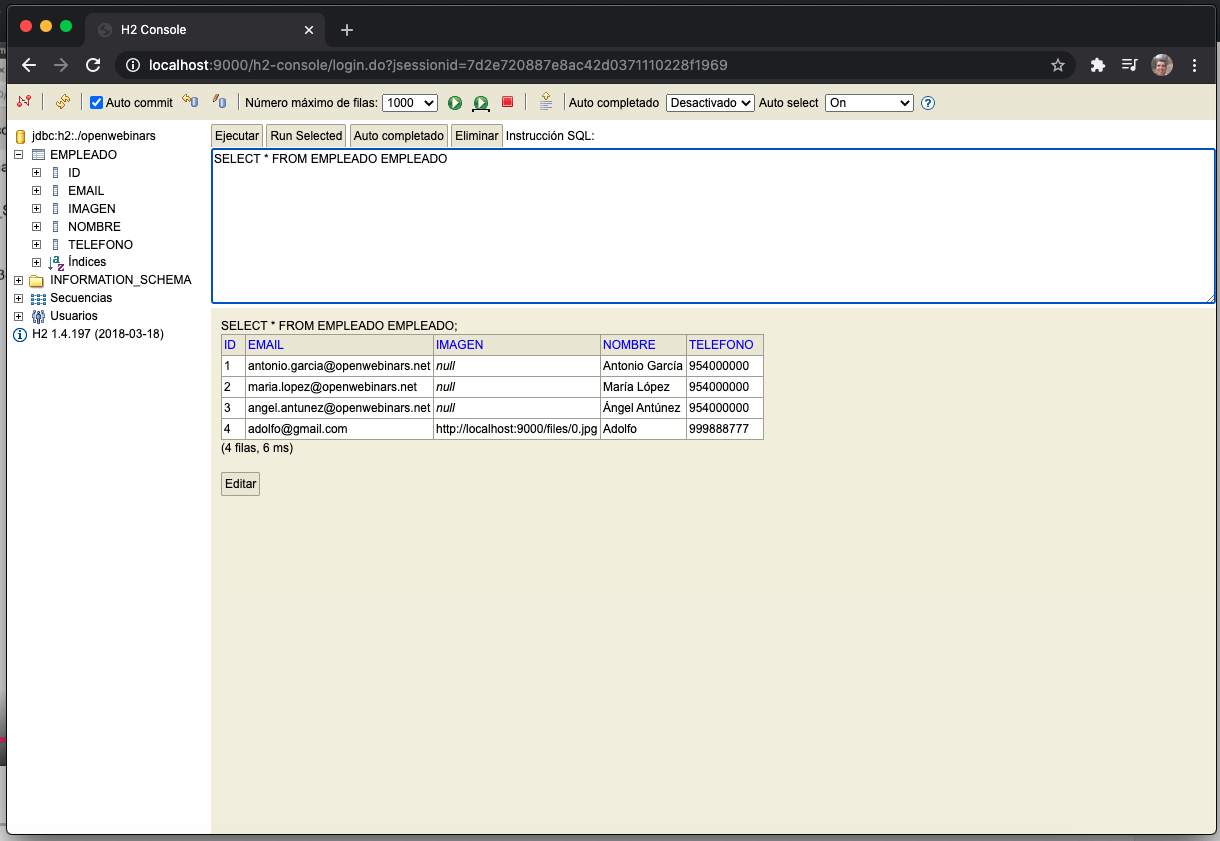 H2 Console
localhost:9000/h2-console/login.do?jsessionid=7d2e720887e8ac42d0371110228f1969
Auto commit Número máximo de filas: 1000 Auto completado Desactivado Auto select On
jdbc:h2:./openwebinars
EMPLEADO
ID
EMAIL
IMAGEN
NOMBRE
TELEFONO
Índices
INFORMATION_SCHEMA
Secuencias
Usuarios
H2 1.4.197 (2018-03-18)
Ejecutar Run Selected Auto completado Eliminar Instrucción SQL:
SELECT * FROM EMPLEADO EMPLEADO
SELECT * FROM EMPLEADO EMPLEADO;
ID EMAIL IMAGEN NOMBRE TELEFONO
1 antonio.garcia@openwebinars.net null Antonio García 954000000
2 maria.lopez@openwebinars.net null María López 954000000
3 angel.antunez@openwebinars.net null Ángel Antúnez 954000000
4 adolfo@gmail.com http://localhost:9000/files/0.jpg Adolfo 999888777
(4 filas, 6 ms)
Editar